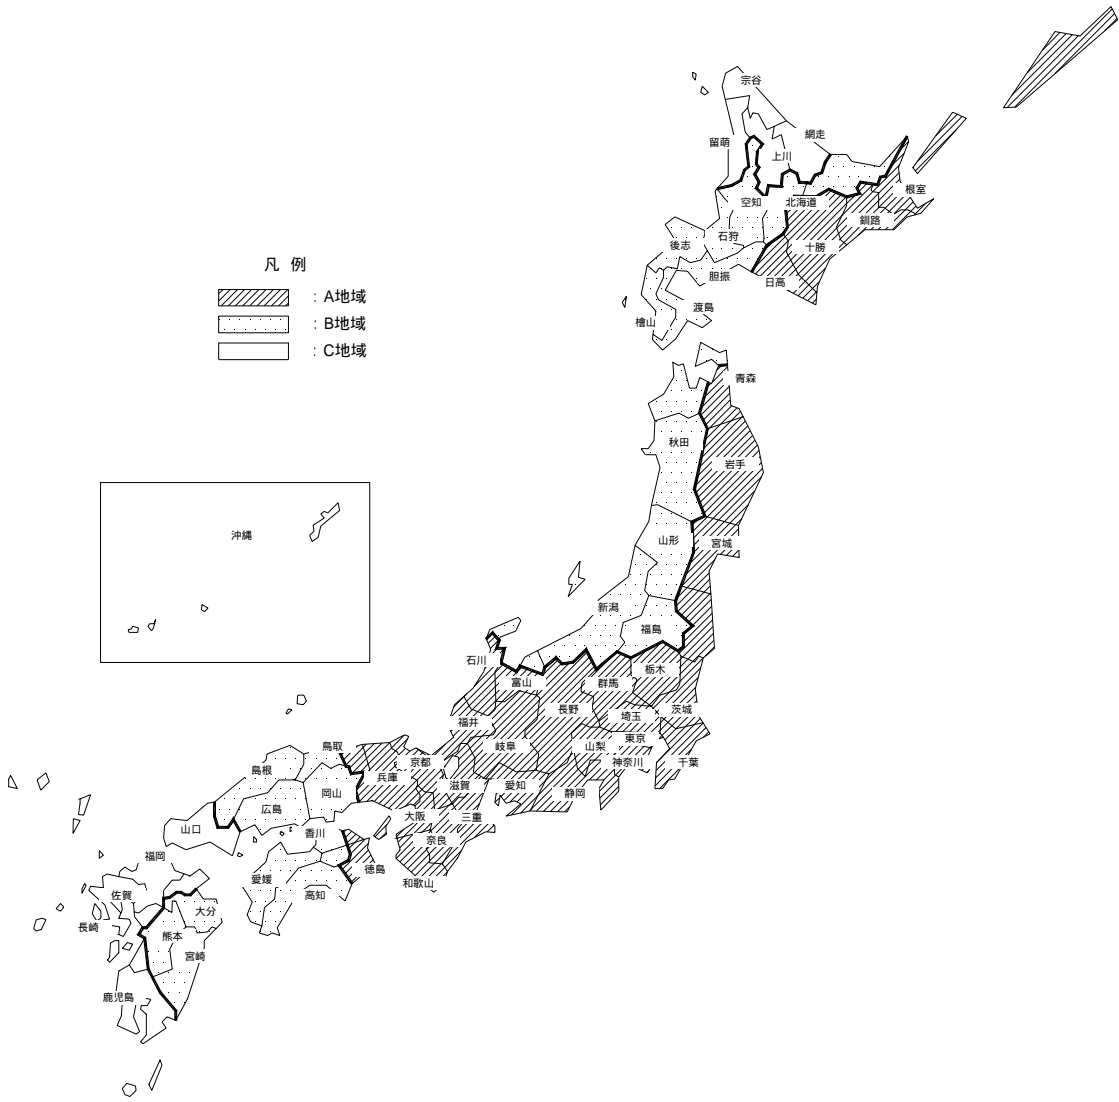 宗谷
網走
留萌
上川
根室
空知
北海道
釧路
石狩
後志
十勝
胆振
日高
渡島
檜山
凡 例
：A地域
：B地域
：C地域
青森
秋田
岩手
沖縄
山形
宮城
新潟
福島
石川
栃木
富山
群馬
長野
茨城
埼玉
福井
東京
鳥取
岐阜
山梨
京都
神奈川
千葉
島根
兵庫
滋賀
愛知
岡山
静岡
広島
大阪
三重
山口
香川
奈良
福岡
徳島
愛媛
和歌山
佐賀
高知
大分
長崎
熊本
宮崎
鹿児島